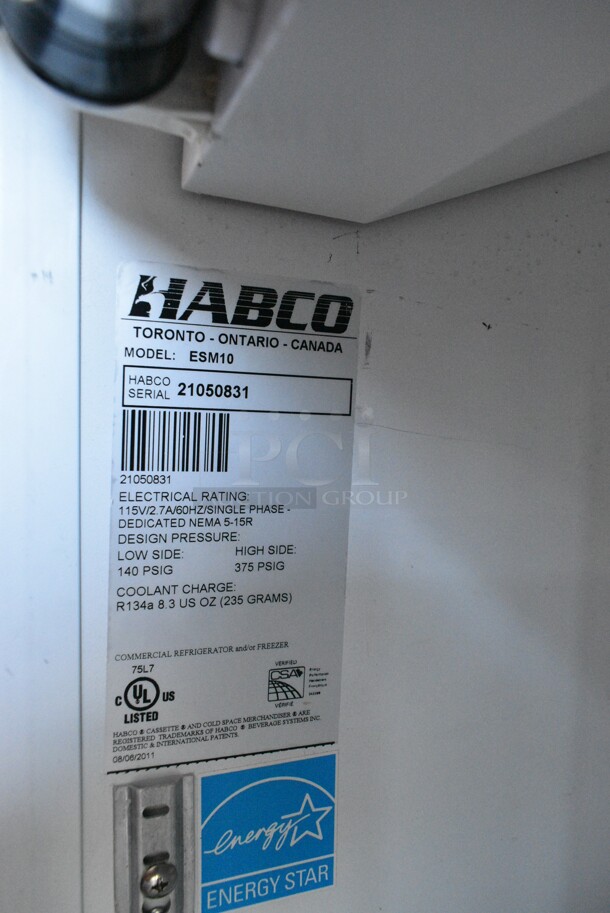 HABCO
TORONTO - ONTARIO - CANADA
MODEL: ESM10
HABCO SERIAL 21050831
21050831
ELECTRICAL RATING:
115V/2.7A/60HZ/SINGLE PHASE -
DEDICATED NEMA 5-15R
DESIGN PRESSURE:
LOW SIDE: HIGH SIDE:
140 PSIG 375 PSIG
COOLANT CHARGE:
R134a 8.3 US OZ (235 GRAMS)
COMMERCIAL REFRIGERATOR and/or FREEZER
75L7
C UL US
LISTED
VERIFIED
CSA
VERIFIÉ
HABCO ® CASSETTE ® AND COLD SPACE MERCHANDISER ® ARE
REGISTERED TRADEMARKS OF HABCO ® BEVERAGE SYSTEMS INC.
DOMESTIC & INTERNATIONAL PATENTS.
08/06/2011
energy
ENERGY STAR
PCI
AUCTION GROUP